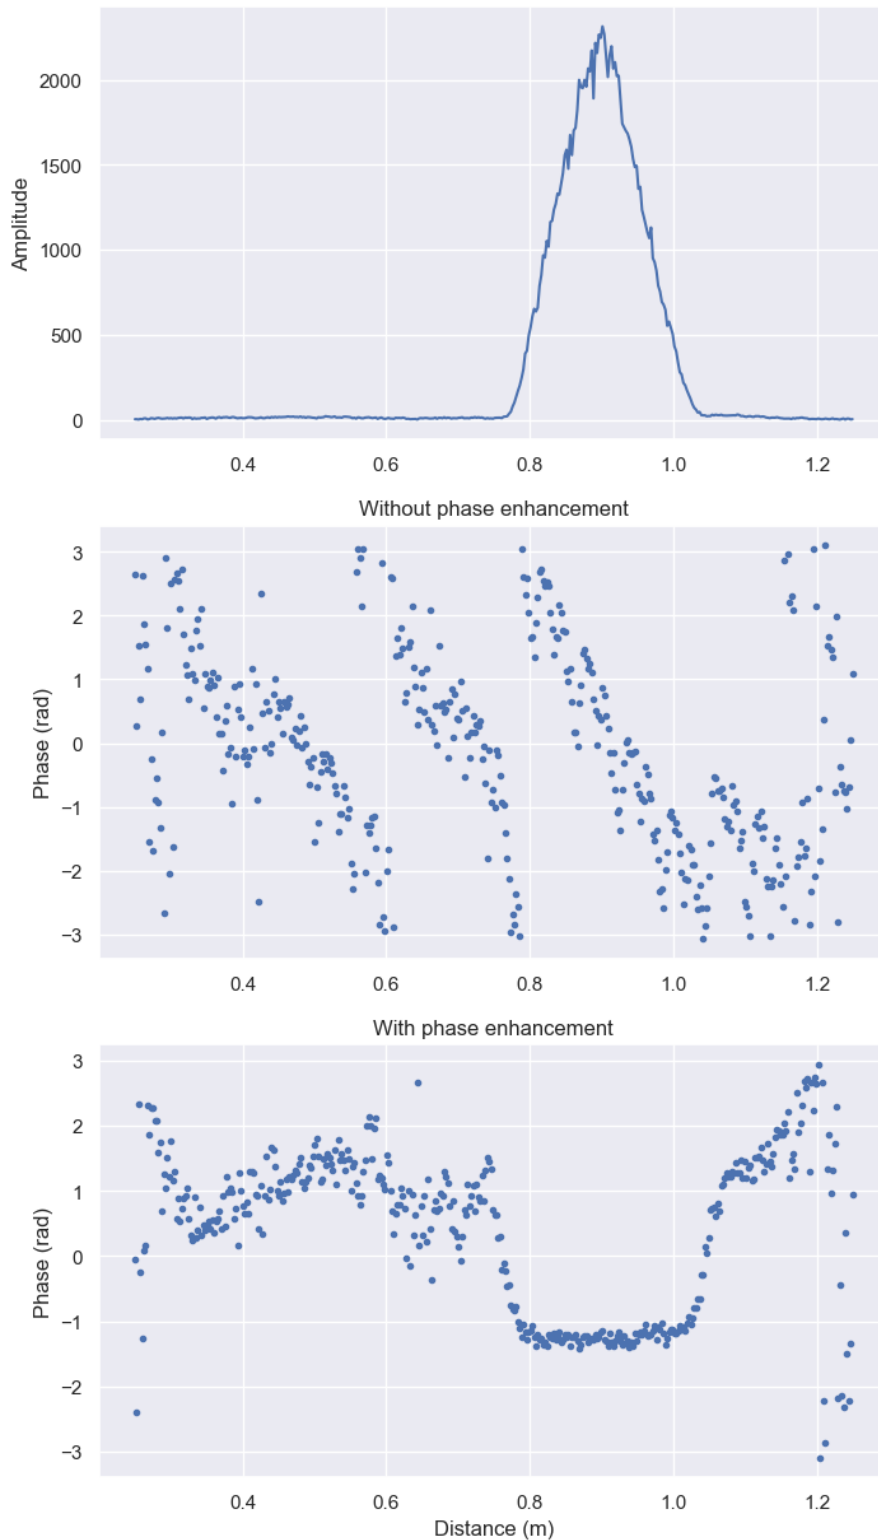 2000
1500
1000
500
0
Amplitude
0.4 0.6 0.8 1.0 1.2
Without phase enhancement
3
2
1
0
−1
−2
−3
Phase (rad)
0.4 0.6 0.8 1.0 1.2
With phase enhancement
3
2
1
0
−1
−2
−3
Phase (rad)
0.4 0.6 0.8 1.0 1.2
Distance (m)